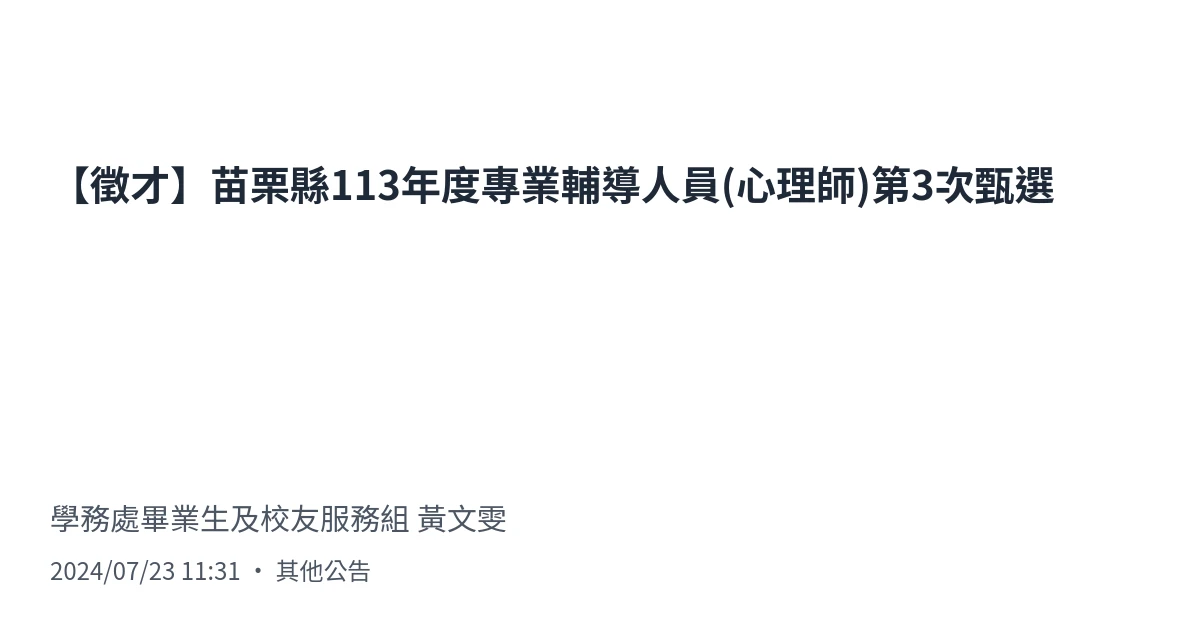 【徵才】苗栗縣113年度專業輔導人員(心理師)第3次甄選
學務處畢業生及校友服務組 黃文雯
2024/07/23 11:31 • 其他公告